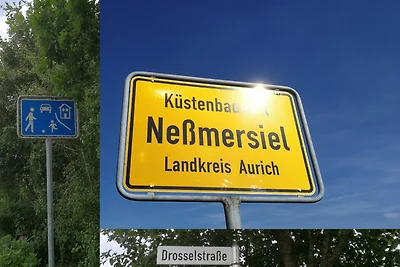 Neßmersiel
Landkreis Aurich
Drosselstraße